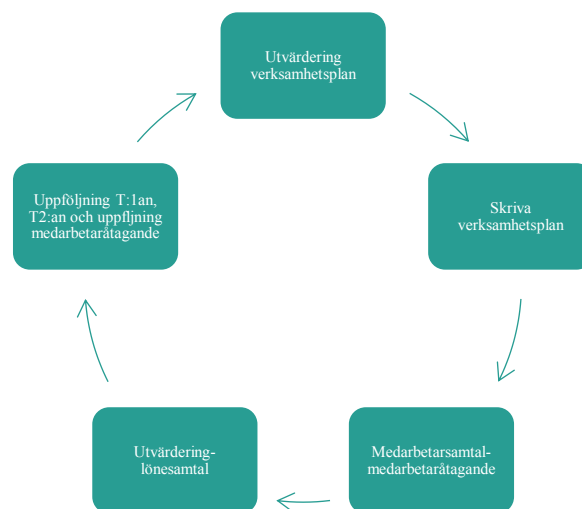 Utvärdering
verksamhetsplan
Skriva
verksamhetsplan
Medarbetarsamtal-
medarbetaråtagande
Utvärdering-
lönesamtal
Uppföljning T:1an,
T2:an och uppfljning
medarbetaråtagande